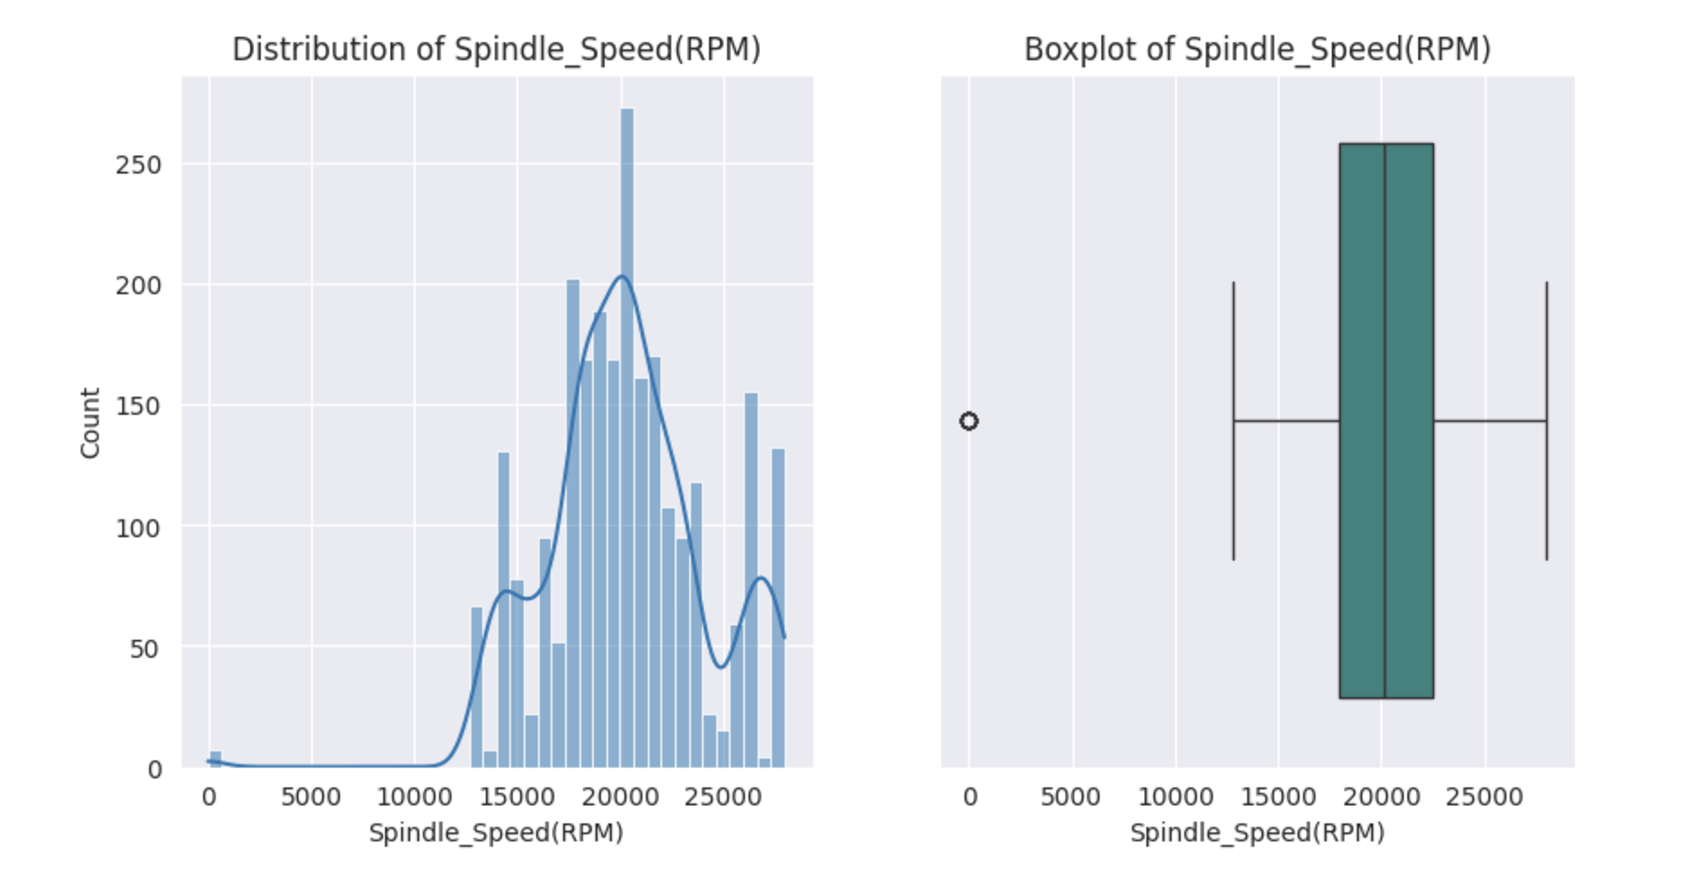 Distribution of Spindle_Speed(RPM)
250
200
150
100
50
0
Count
0 5000 10000 15000 20000 25000
Spindle_Speed(RPM)
Boxplot of Spindle_Speed(RPM)
0 5000 10000 15000 20000 25000
Spindle_Speed(RPM)